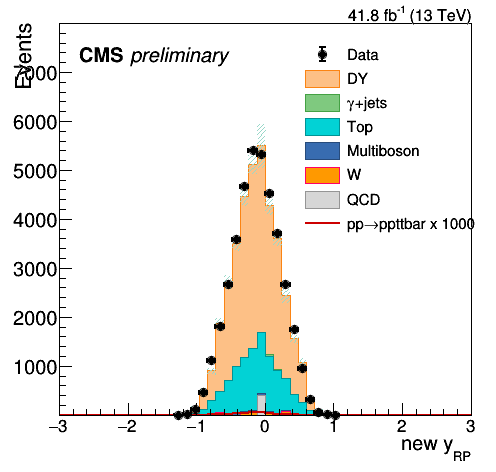 41.8 fb⁻¹ (13 TeV)
Events
CMS preliminary
Data
DY
γ+jets
Top
Multiboson
W
QCD
pp→ppttbar x 1000
7000
6000
5000
4000
3000
2000
1000
−3 −2 −1 0 1 2 3
new y_RP